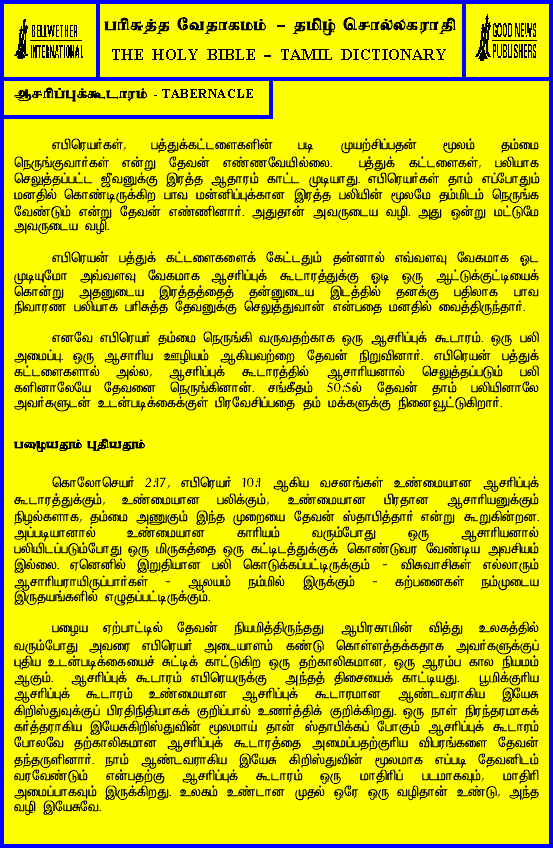 BELLWETHER
INTERNATIONAL
பரிசுத்த வேதாகமம் – தமிழ் சொல்லகராதி
THE HOLY BIBLE – TAMIL DICTIONARY
GOOD NEWS
PUBLISHERS
ஆசரிப்புக்கூடாரம் - TABERNACLE
எபிரெயர்கள், பத்துக்கட்டளைகளின் படி முயற்சிப்பதன் மூலம் தம்மை
நெருங்குவார்கள் என்று தேவன் எண்ணவேயில்லை. பத்துக் கட்டளைகள், பலியாக
செலுத்தப்பட்ட ஜீவனுக்கு இரத்த ஆதாரம் காட்ட முடியாது. எபிரெயர்கள் தாம் எப்போதும்
மனதில் கொண்டிருக்கிற பாவ மன்னிப்புக்கான இரத்த பலியின் மூலமே தம்மிடம் நெருங்க
வேண்டும் என்று தேவன் எண்ணினார். அதுதான் அவருடைய வழி. அது ஒன்று மட்டுமே
அவருடைய வழி.
எபிரெயன் பத்துக் கட்டளைகளைக் கேட்டதும் தன்னால் எவ்வளவு வேகமாக ஓட
முடியுமோ அவ்வளவு வேகமாக ஆசரிப்புக் கூடாரத்துக்கு ஓடி ஒரு ஆட்டுக்குட்டியைக்
கொன்று அதனுடைய இரத்தத்தைத் தன்னுடைய இடத்தில் தனக்கு பதிலாக பாவ
நிவாரண பலியாக பரிசுத்த தேவனுக்கு செலுத்துவான் என்பதை மனதில் வைத்திருந்தார்.
எனவே எபிரெயர் தம்மை நெருங்கி வருவதற்காக ஒரு ஆசரிப்புக் கூடாரம். ஒரு பலி
அமைப்பு. ஒரு ஆசாரிய ஊழியம் ஆகியவற்றை தேவன் நிறுவினார். எபிரெயன் பத்துக்
கட்டளைகளால் அல்ல, ஆசரிப்புக் கூடாரத்தில் ஆசாரியனால் செலுத்தப்படும் பலி
களினாலேயே தேவனை நெருங்கினான். சங்கீதம் 50:5ல் தேவன் தாம் பலியினாலே
அவர்களுடன் உடன்படிக்கைக்குள் பிரவேசிப்பதை தம் மக்களுக்கு நினைவூட்டுகிறார்.
பழையதும் புதியதும்
கொலோசெயர் 2:17, எபிரெயர் 10:1 ஆகிய வசனங்கள் உண்மையான ஆசரிப்புக்
கூடாரத்துக்கும், உண்மையான பலிக்கும், உண்மையான பிரதான ஆசாரியனுக்கும்
நிழல்களாக, தம்மை அணுகும் இந்த முறையை தேவன் ஸ்தாபித்தார் என்று கூறுகின்றன.
அப்படியானால் உண்மையான காரியம் வரும்போது ஒரு ஆசாரியனால்
பலியிடப்படும்போது ஒரு மிருகத்தை ஒரு கட்டிடத்துக்குக் கொண்டுவர வேண்டிய அவசியம்
இல்லை. ஏனெனில் இறுதியான பலி கொடுக்கப்பட்டிருக்கும் - விசுவாசிகள் எல்லாரும்
ஆசாரியராயிருப்பார்கள் - ஆலயம் நம்மில் இருக்கும் - கற்பனைகள் நம்முடைய
இருதயங்களில் எழுதப்பட்டிருக்கும்.
பழைய ஏற்பாட்டில் தேவன் நியமித்திருந்தது ஆபிரகாமின் வித்து உலகத்தில்
வரும்போது அவரை எபிரெயர் அடையாளம் கண்டு கொள்ளத்தக்கதாக அவர்களுக்குப்
புதிய உடன்படிக்கையைச் சுட்டிக் காட்டுகிற ஒரு தற்காலிகமான, ஒரு ஆரம்ப கால நியமம்
ஆகும். ஆசரிப்புக் கூடாரம் எபிரெயருக்கு அந்தத் திசையைக் காட்டியது. பூமிக்குரிய
ஆசரிப்புக் கூடாரம் உண்மையான ஆசரிப்புக் கூடாரமான ஆண்டவராகிய இயேசு
கிறிஸ்துவுக்குப் பிரதிநிதியாகக் குறிப்பால் உணர்த்திக் குறிக்கிறது. ஒரு நாள் நிரந்தரமாகக்
கர்த்தராகிய இயேசுகிறிஸ்துவின் மூலமாய் தான் ஸ்தாபிக்கப் போகும் ஆசரிப்புக் கூடாரம்
போலவே தற்காலிகமான ஆசரிப்புக் கூடாரத்தை அமைப்பதற்குரிய விபரங்களை தேவன்
தந்தருளினார். நாம் ஆண்டவராகிய இயேசு கிறிஸ்துவின் மூலமாக எப்படி தேவனிடம்
வரவேண்டும் என்பதற்கு ஆசரிப்புக் கூடாரம் ஒரு மாதிரிப் படமாகவும், மாதிரி
அமைப்பாகவும் இருக்கிறது. உலகம் உண்டான முதல் ஒரே ஒரு வழிதான் உண்டு, அந்த
வழி இயேசுவே.